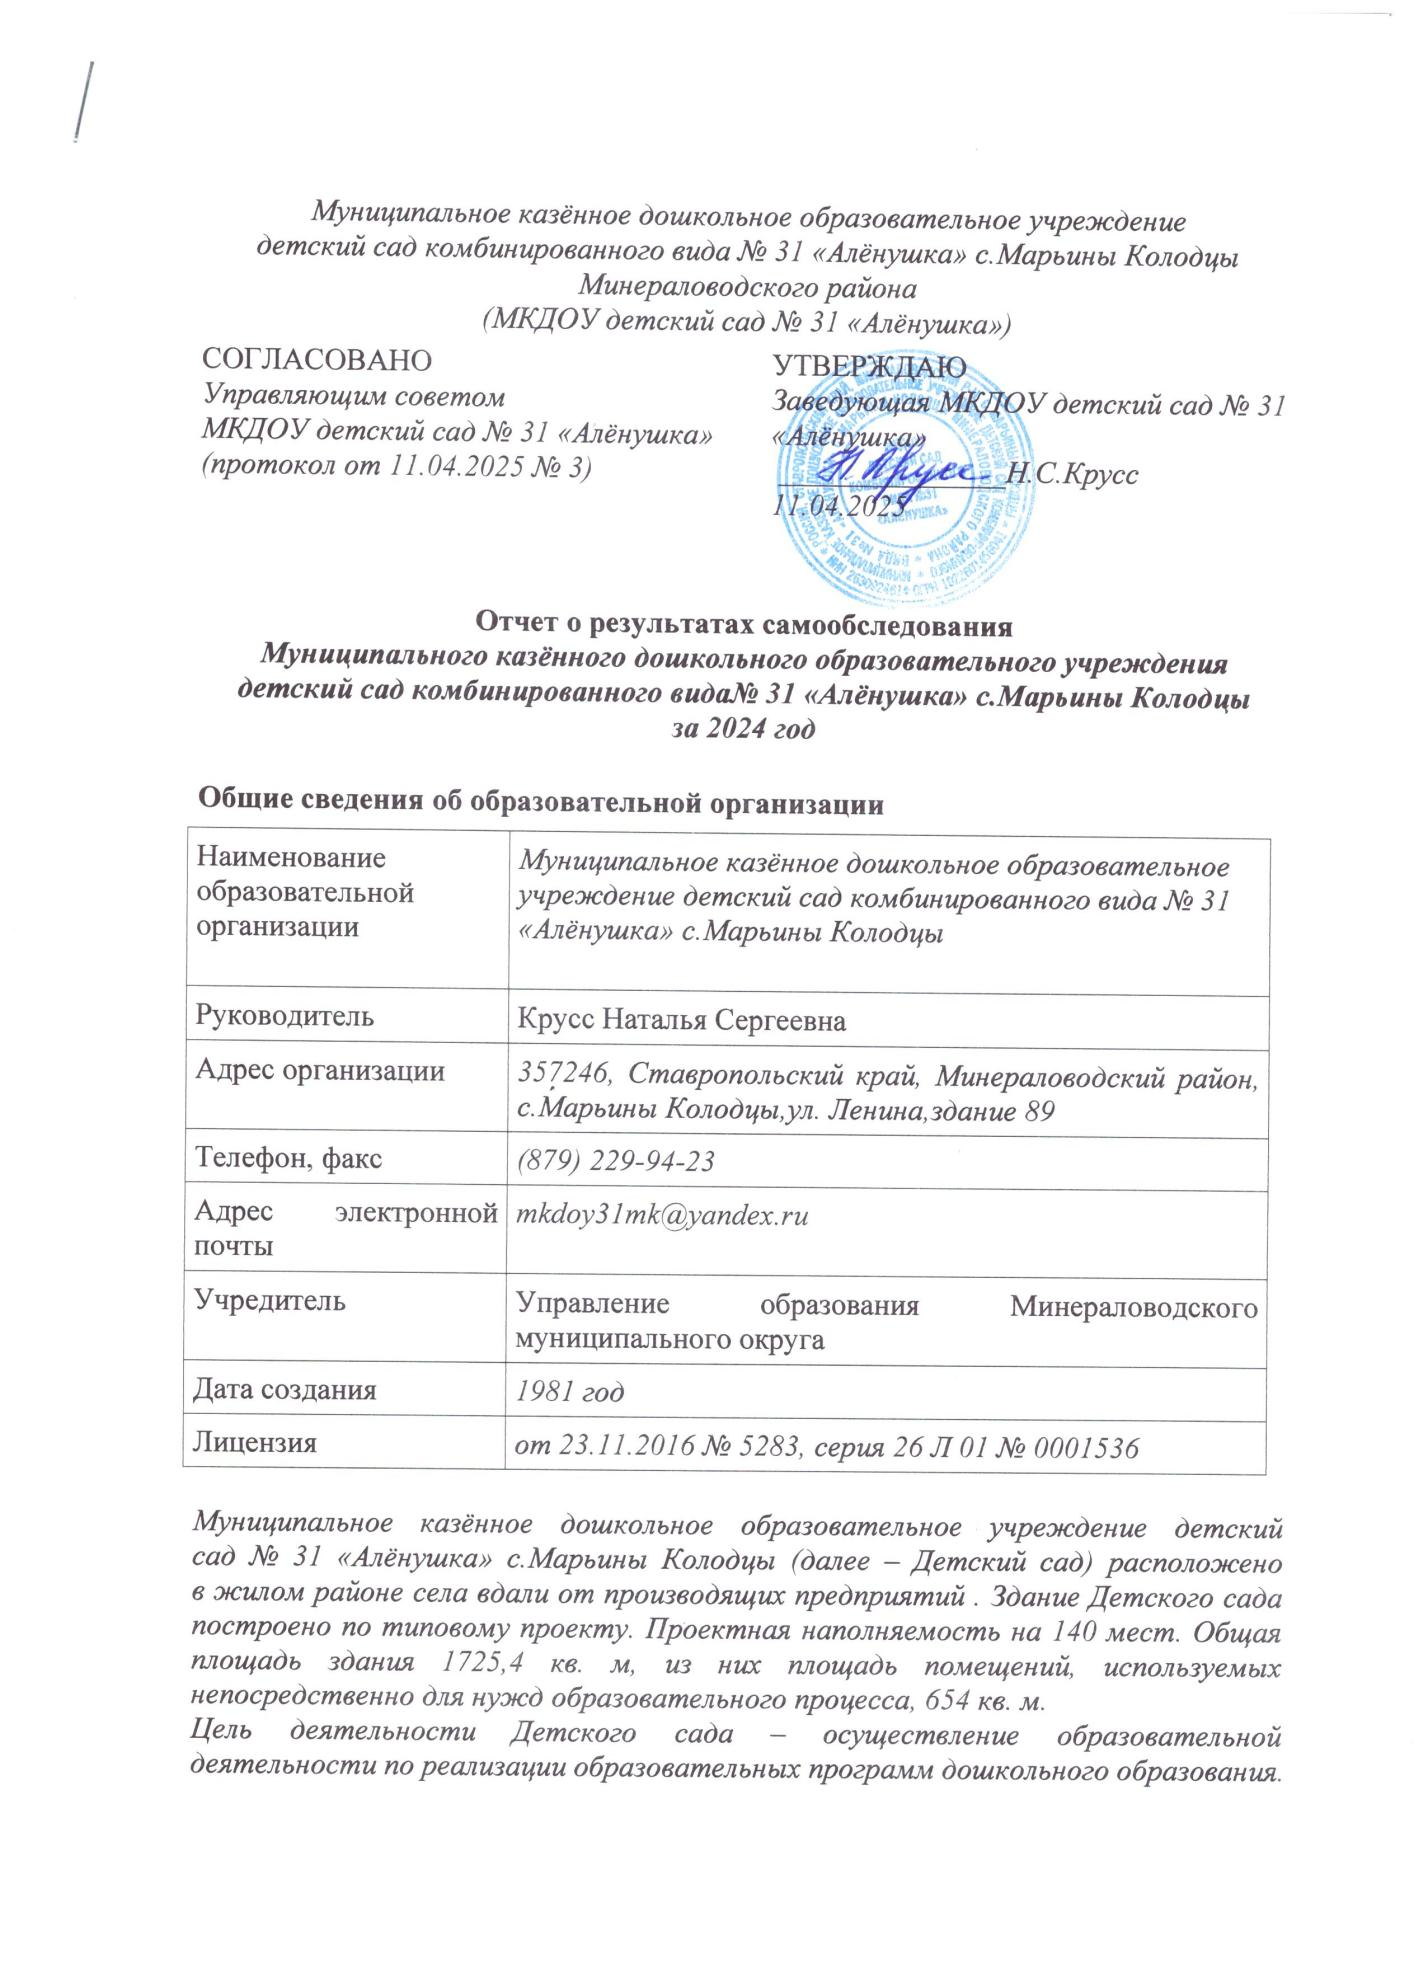 Муниципальное казённое дошкольное образовательное учреждение
детский сад комбинированного вида № 31 «Алёнушка» с.Марьины Колодцы
Минераловодского района
(МКДОУ детский сад № 31 «Алёнушка»)
СОГЛАСОВАНО
Управляющим советом
МКДОУ детский сад № 31 «Алёнушка»
(протокол от 11.04.2025 № 3)
УТВЕРЖДАЮ
Заведующая МКДОУ детский сад № 31
«Алёнушка»
Н.С.Крусс
11.04.2025
Отчет о результатах самообследования
Муниципального казённого дошкольного образовательного учреждения
детский сад комбинированного вида№ 31 «Алёнушка» с.Марьины Колодцы
за 2024 год
Общие сведения об образовательной организации
Наименование
образовательной
организации
Муниципальное казённое дошкольное образовательное
учреждение детский сад комбинированного вида № 31
«Алёнушка» с.Марьины Колодцы
Руководитель
Крусс Наталья Сергеевна
Адрес организации
357246, Ставропольский край, Минераловодский район,
с.Марьины Колодцы,ул. Ленина,здание 89
Телефон, факс
(879) 229-94-23
Адрес электронной
почты
mkdoy31mk@yandex.ru
Учредитель
Управление образования Минераловодского
муниципального округа
Дата создания
1981 год
Лицензия
от 23.11.2016 № 5283, серия 26 Л 01 № 0001536
Муниципальное казённое дошкольное образовательное учреждение детский
сад № 31 «Алёнушка» с.Марьины Колодцы (далее – Детский сад) расположено
в жилом районе села вдали от производящих предприятий . Здание Детского сада
построено по типовому проекту. Проектная наполняемость на 140 мест. Общая
площадь здания 1725,4 кв. м, из них площадь помещений, используемых
непосредственно для нужд образовательного процесса, 654 кв. м.
Цель деятельности Детского сада – осуществление образовательной
деятельности по реализации образовательных программ дошкольного образования.